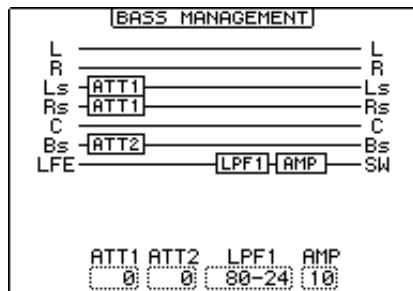 BASS MANAGEMENT
L L
R R
Ls ATT1 Ls
Rs ATT1 Rs
C C
Bs ATT2 Bs
LFE LPF1 AMP SW
ATT1 ATT2 LPF1 AMP
0 0 80-24 10